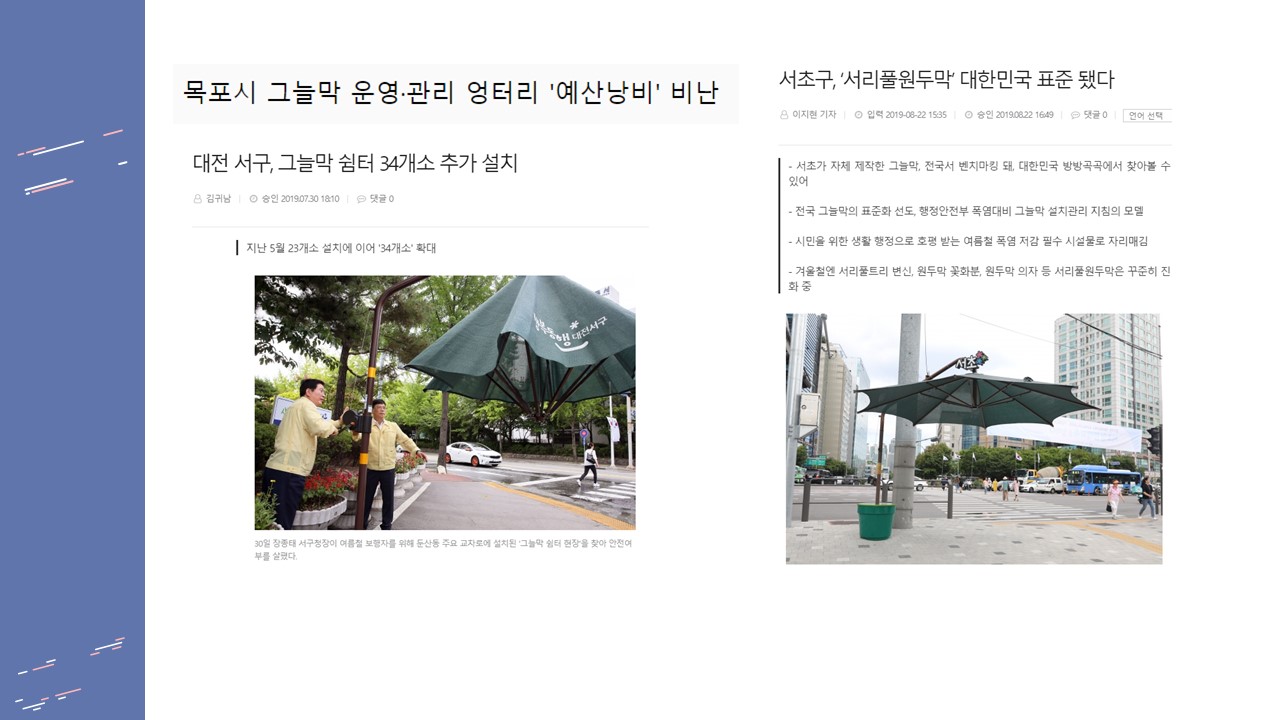 목포시 그늘막 운영·관리 엉터리 '예산낭비' 비난
대전 서구, 그늘막 쉼터 34개소 추가 설치
김귀남 승인 2019.07.30 18:10 댓글 0
지난 5월 23개소 설치에 이어 '34개소' 확대
대전서구
30일 장종태 서구청장이 여름철 보행자를 위해 둔산동 주요 교차로에 설치된 '그늘막 쉼터 현장'을 찾아 안전여
부를 살폈다.
서초구, ‘서리풀원두막’ 대한민국 표준 됐다
이지현 기자 입력 2019-08-22 15:35 승인 2019.08.22 16:49 댓글 0 언어 선택
- 서초가 자체 제작한 그늘막, 전국서 벤치마킹 돼, 대한민국 방방곡곡에서 찾아볼 수
있어
- 전국 그늘막의 표준화 선도, 행정안전부 폭염대비 그늘막 설치관리 지침의 모델
- 시민을 위한 생활 행정으로 호평 받는 여름철 폭염 저감 필수 시설물로 자리매김
- 겨울철엔 서리풀트리 변신, 원두막 꽃화분, 원두막 의자 등 서리풀원두막은 꾸준히 진
화 중
서초